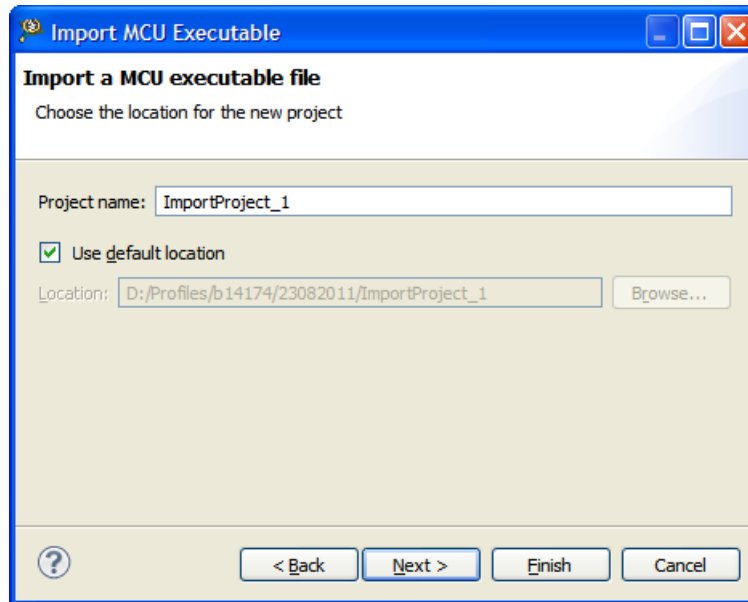 Import MCU Executable
Import a MCU executable file
Choose the location for the new project
Project name: ImportProject_1
Use default location
Location: D:/Profiles/b14174/23082011/ImportProject_1 Browse...
? < Back Next > Finish Cancel